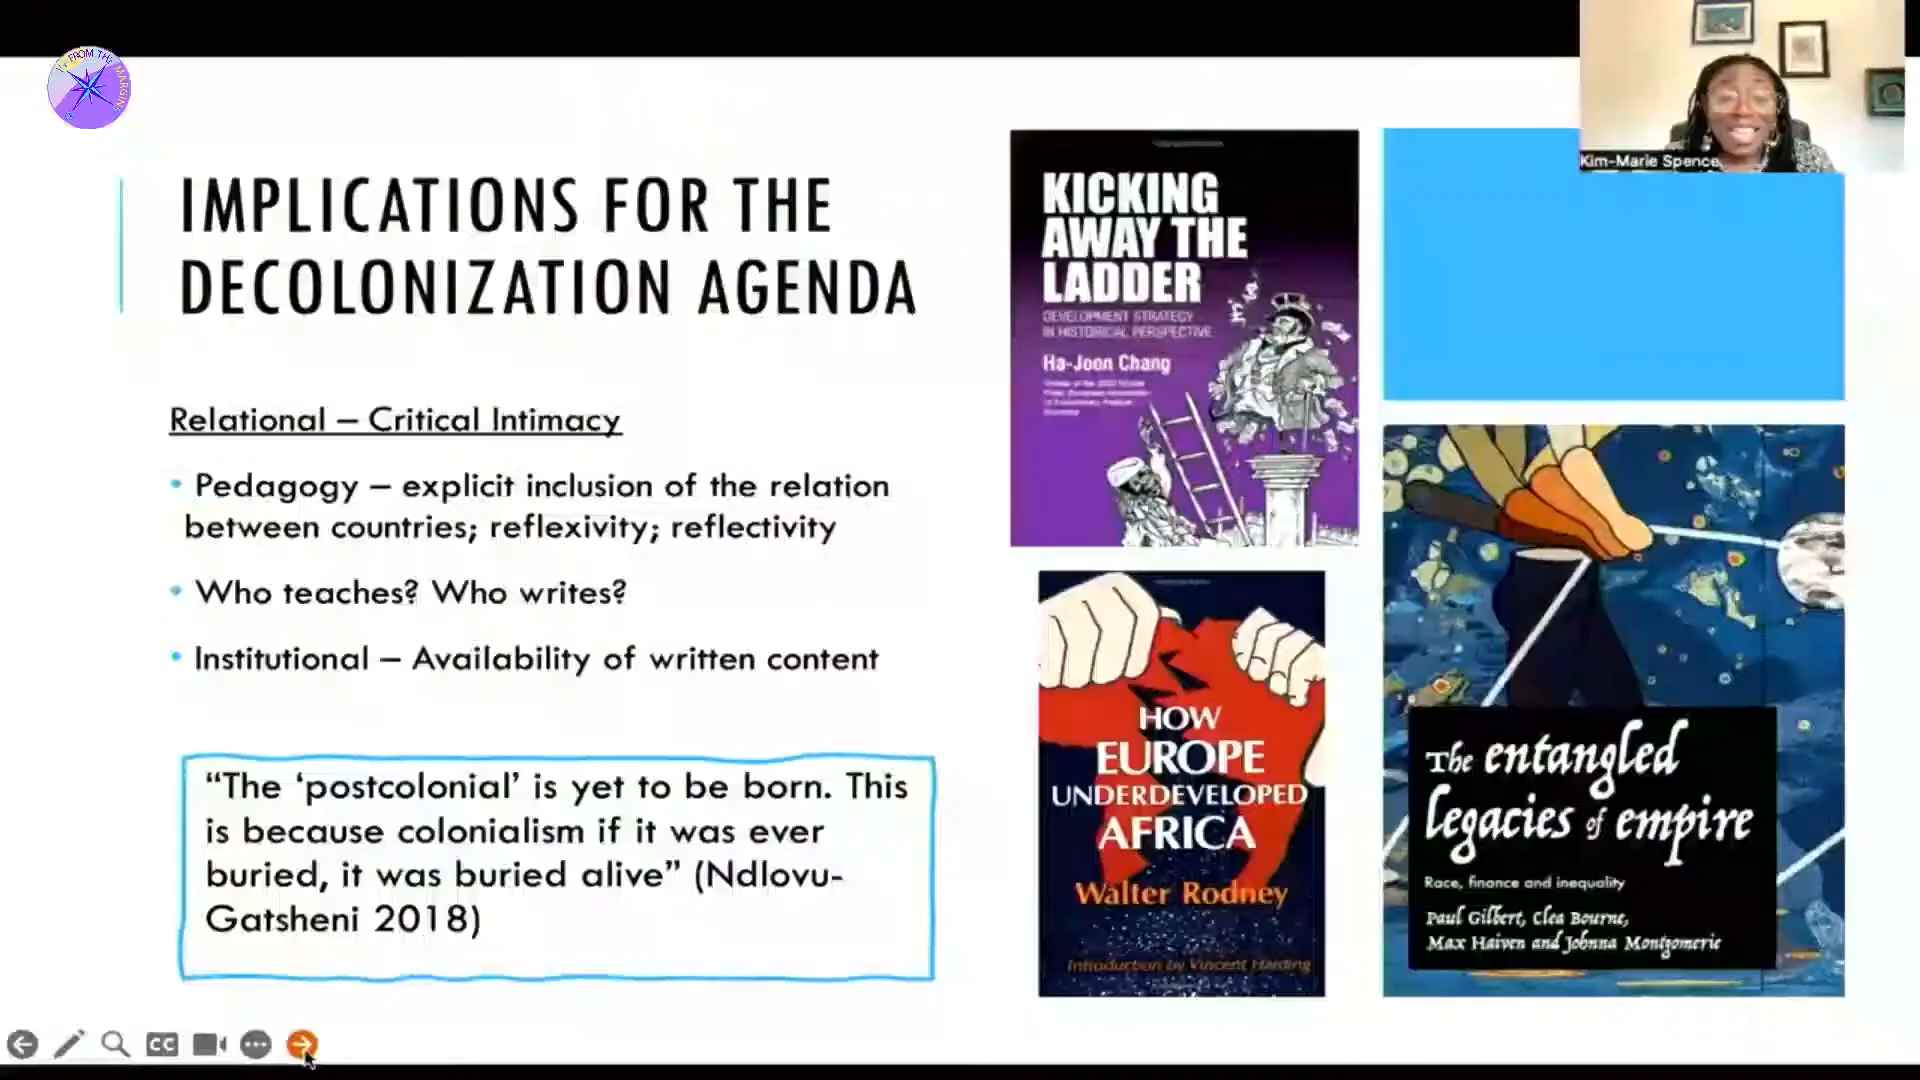 FROM THE MARGINS
Kim-Marie Spence
IMPLICATIONS FOR THE
DECOLONIZATION AGENDA
Relational – Critical Intimacy
• Pedagogy – explicit inclusion of the relation
between countries; reflexivity; reflectivity
• Who teaches? Who writes?
• Institutional – Availability of written content
“The ‘postcolonial’ is yet to be born. This
is because colonialism if it was ever
buried, it was buried alive” (Ndlovu-
Gatsheni 2018)
KICKING
AWAY THE
LADDER
DEVELOPMENT STRATEGY
IN HISTORICAL PERSPECTIVE
Ha-Joon Chang
HOW
EUROPE
UNDERDEVELOPED
AFRICA
Walter Rodney
Introduction by Vincent Harding
The entangled
legacies of empire
Race, finance and inequality
Paul Gilbert, Clea Bourne,
Max Haiven and Johnna Montgomerie
CC